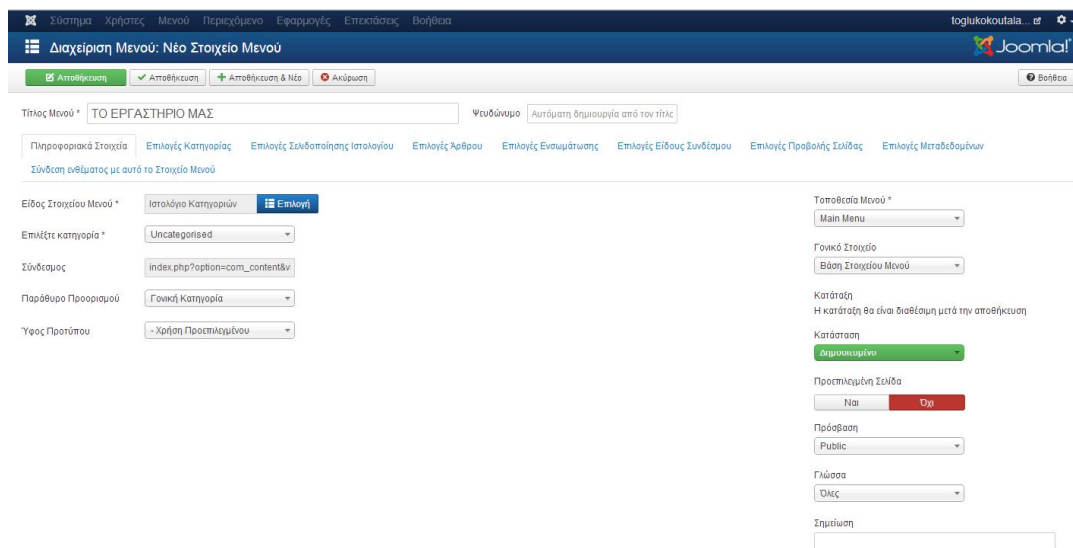 Σύστημα Χρήστες Μενού Περιεχόμενο Εφαρμογές Επεκτάσεις Βοήθεια toglukokoutala...
Διαχείριση Μενού: Νέο Στοιχείο Μενού Joomla!
Αποθήκευση Αποθήκευση Αποθήκευση & Νέο Ακύρωση Βοήθεια
Τίτλος Μενού * ΤΟ ΕΡΓΑΣΤΗΡΙΟ ΜΑΣ Ψευδώνυμο Αυτόματη δημιουργία από τον τίτλο
Πληροφοριακά Στοιχεία Επιλογές Κατηγορίας Επιλογές Σελιδοποίησης Ιστολογίου Επιλογές Άρθρου Επιλογές Ενσωμάτωσης Επιλογές Είδους Συνδέσμου Επιλογές Προβολής Σελίδας Επιλογές Μεταδεδομένων
Σύνδεση ενθέματος με αυτό το Στοιχείο Μενού
Είδος Στοιχείου Μενού * Ιστολόγιο Κατηγοριών Επιλογή
Επιλέξτε κατηγορία * Uncategorised
Σύνδεσμος index.php?option=com_content&v
Παράθυρο Προορισμού Γονική Κατηγορία
Ύφος Προτύπου - Χρήση Προεπιλεγμένου
Τοποθεσία Μενού *
Main Menu
Γονικό Στοιχείο
Βάση Στοιχείου Μενού
Κατάταξη
Η κατάταξη θα είναι διαθέσιμη μετά την αποθήκευση
Κατάσταση
Δημοσιευμένο
Προεπιλεγμένη Σελίδα
Ναι Όχι
Πρόσβαση
Public
Γλώσσα
Όλες
Σημείωση